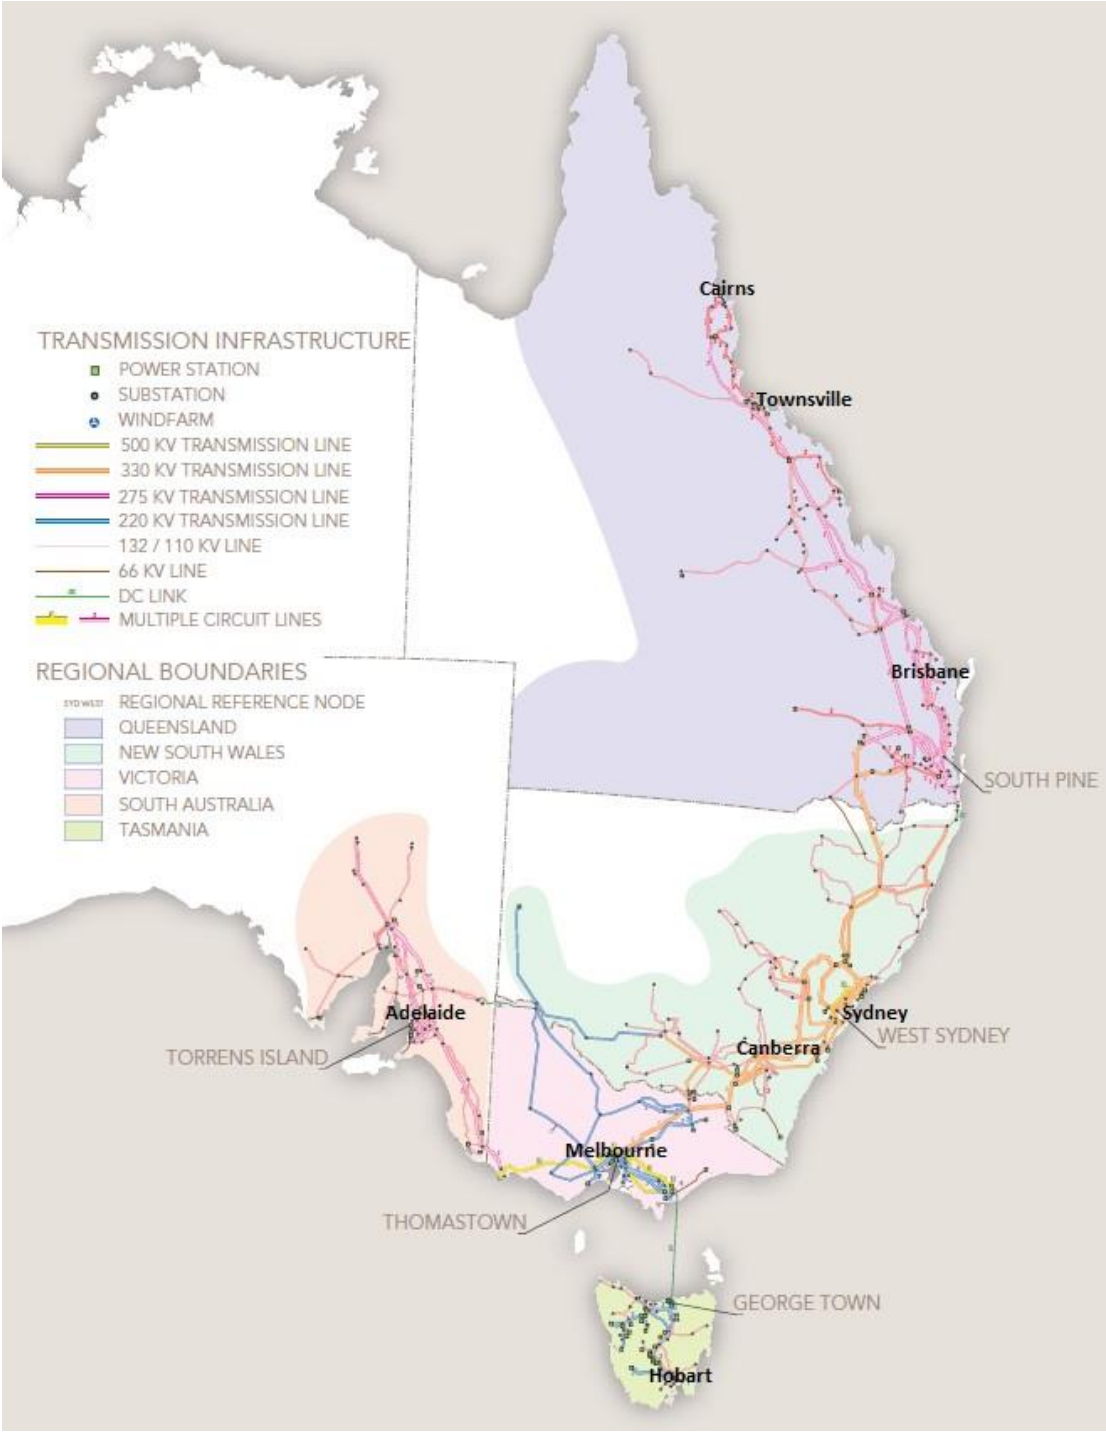 Cairns
TRANSMISSION INFRASTRUCTURE
POWER STATION
SUBSTATION
Townsville
WINDFARM
500 KV TRANSMISSION LINE
330 KV TRANSMISSION LINE
275 KV TRANSMISSION LINE
220 KV TRANSMISSION LINE
132 / 110 KV LINE
66 KV LINE
DC LINK
MULTIPLE CIRCUIT LINES
REGIONAL BOUNDARIES
Brisbane
SYD WEST REGIONAL REFERENCE NODE
QUEENSLAND
NEW SOUTH WALES
VICTORIA
SOUTH PINE
SOUTH AUSTRALIA
TASMANIA
Adelaide
Sydney
WEST SYDNEY
Canberra
TORRENS ISLAND
Melbourne
THOMASTOWN
GEORGE TOWN
Hobart